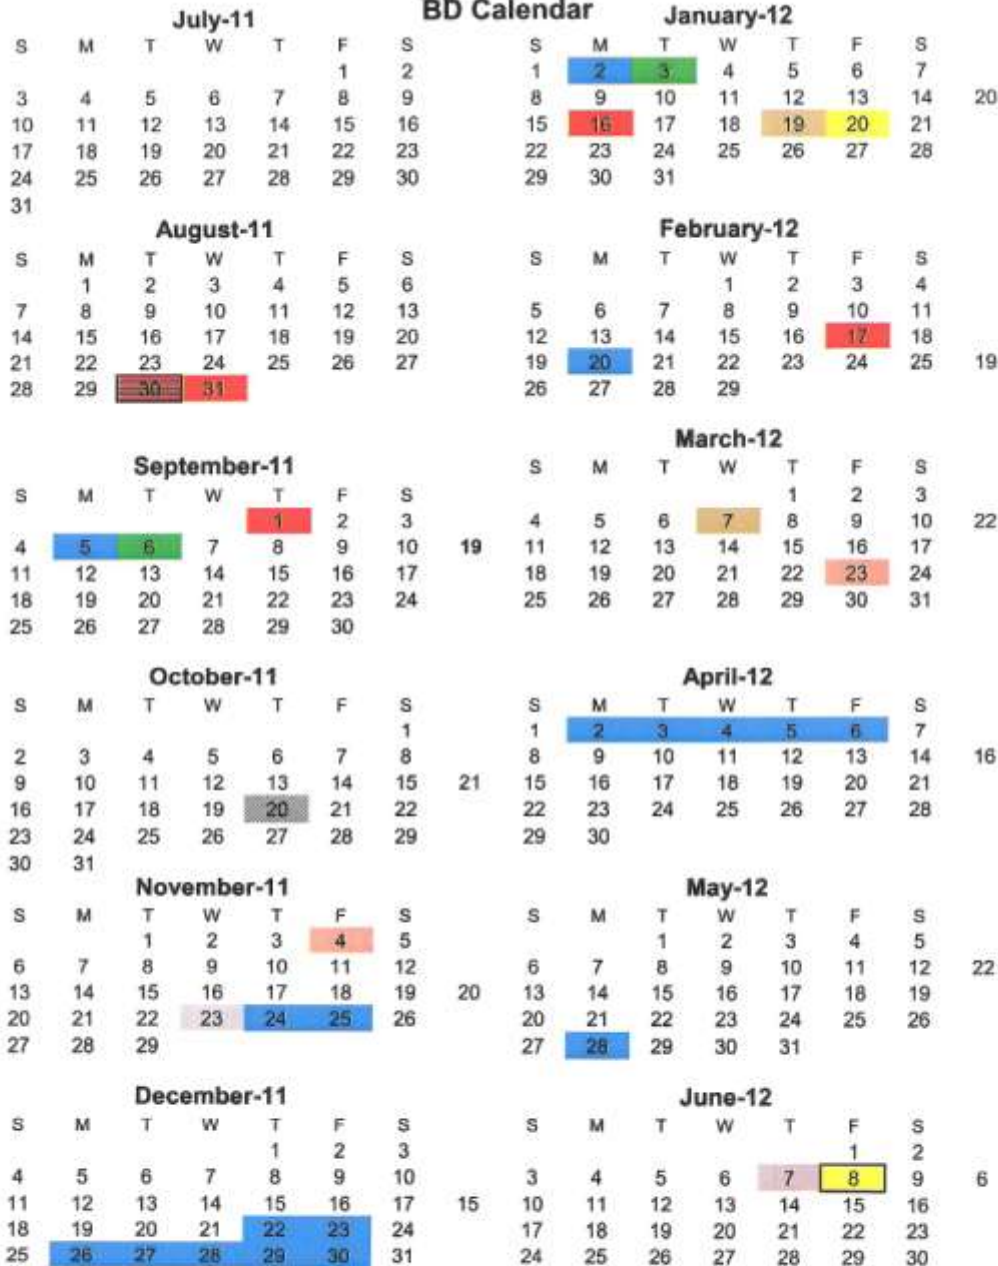 BD Calendar
July-11
S M T W T F S
1 2
3 4 5 6 7 8 9
10 11 12 13 14 15 16
17 18 19 20 21 22 23
24 25 26 27 28 29 30
31
August-11
S M T W T F S
1 2 3 4 5 6
7 8 9 10 11 12 13
14 15 16 17 18 19 20
21 22 23 24 25 26 27
28 29 30 31
September-11
S M T W T F S
1 2 3
4 5 6 7 8 9 10 19
11 12 13 14 15 16 17
18 19 20 21 22 23 24
25 26 27 28 29 30
October-11
S M T W T F S
1
2 3 4 5 6 7 8
9 10 11 12 13 14 15 21
16 17 18 19 20 21 22
23 24 25 26 27 28 29
30 31
November-11
S M T W T F S
1 2 3 4 5
6 7 8 9 10 11 12
13 14 15 16 17 18 19 20
20 21 22 23 24 25 26
27 28 29
December-11
S M T W T F S
1 2 3
4 5 6 7 8 9 10
11 12 13 14 15 16 17 15
18 19 20 21 22 23 24
25 26 27 28 29 30 31
January-12
S M T W T F S
1 2 3 4 5 6 7
8 9 10 11 12 13 14 20
15 16 17 18 19 20 21
22 23 24 25 26 27 28
29 30 31
February-12
S M T W T F S
1 2 3 4
5 6 7 8 9 10 11
12 13 14 15 16 17 18
19 20 21 22 23 24 25 19
26 27 28 29
March-12
S M T W T F S
1 2 3
4 5 6 7 8 9 10 22
11 12 13 14 15 16 17
18 19 20 21 22 23 24
25 26 27 28 29 30 31
April-12
S M T W T F S
1 2 3 4 5 6 7
8 9 10 11 12 13 14 16
15 16 17 18 19 20 21
22 23 24 25 26 27 28
29 30
May-12
S M T W T F S
1 2 3 4 5
6 7 8 9 10 11 12 22
13 14 15 16 17 18 19
20 21 22 23 24 25 26
27 28 29 30 31
June-12
S M T W T F S
1 2
3 4 5 6 7 8 9 6
10 11 12 13 14 15 16
17 18 19 20 21 22 23
24 25 26 27 28 29 30